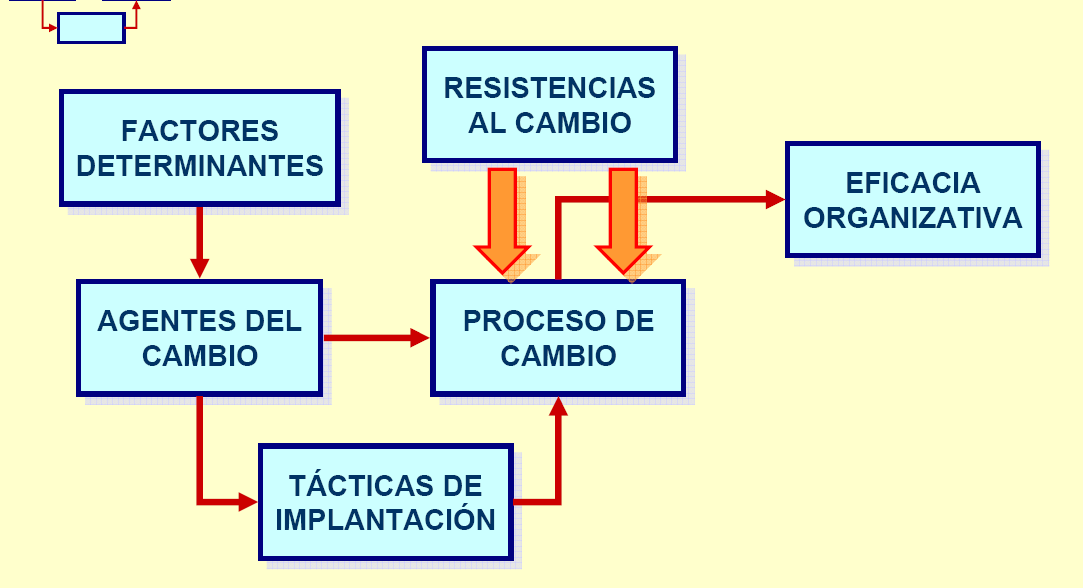 FACTORES
DETERMINANTES
RESISTENCIAS
AL CAMBIO
EFICACIA
ORGANIZATIVA
AGENTES DEL
CAMBIO
PROCESO DE
CAMBIO
TÁCTICAS DE
IMPLANTACIÓN